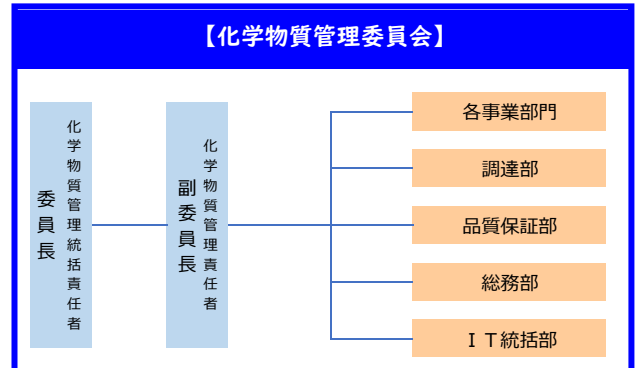 【化学物質管理委員会】
委員長
化学物質管理統括責任者
副委員長
化学物質管理責任者
各事業部門
調達部
品質保証部
総務部
ＩＴ統括部